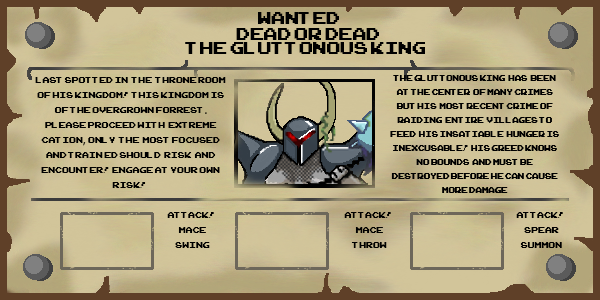 WANTED
DEAD OR DEAD
THE GLUTTONOUS KING
LAST SPOTTED IN THE THRONE ROOM
OF HIS KINGDOM! THIS KINGDOM IS
OF THE OVERGROWN FORREST,
PLEASE PROCEED WITH EXTREME
CATION, ONLY THE MOST FOCUSED
AND TRAINED SHOULD RISK AND
ENCOUNTER! ENGAGE AT YOUR OWN
RISK!
THE GLUTTONOUS KING HAS BEEN
AT THE CENTER OF MANY CRIMES
BUT HIS MOST RECENT CRIME OF
RAIDING ENTIRE VILLAGES TO
FEED HIS INSATIABLE HUNGER IS
INEXCUSABLE! HIS GREED KNOWS
NO BOUNDS AND MUST BE
DESTROYED BEFORE HE CAN CAUSE
MORE DAMAGE
ATTACK!
MACE
SWING
ATTACK!
MACE
THROW
ATTACK!
SPEAR
SUMMON